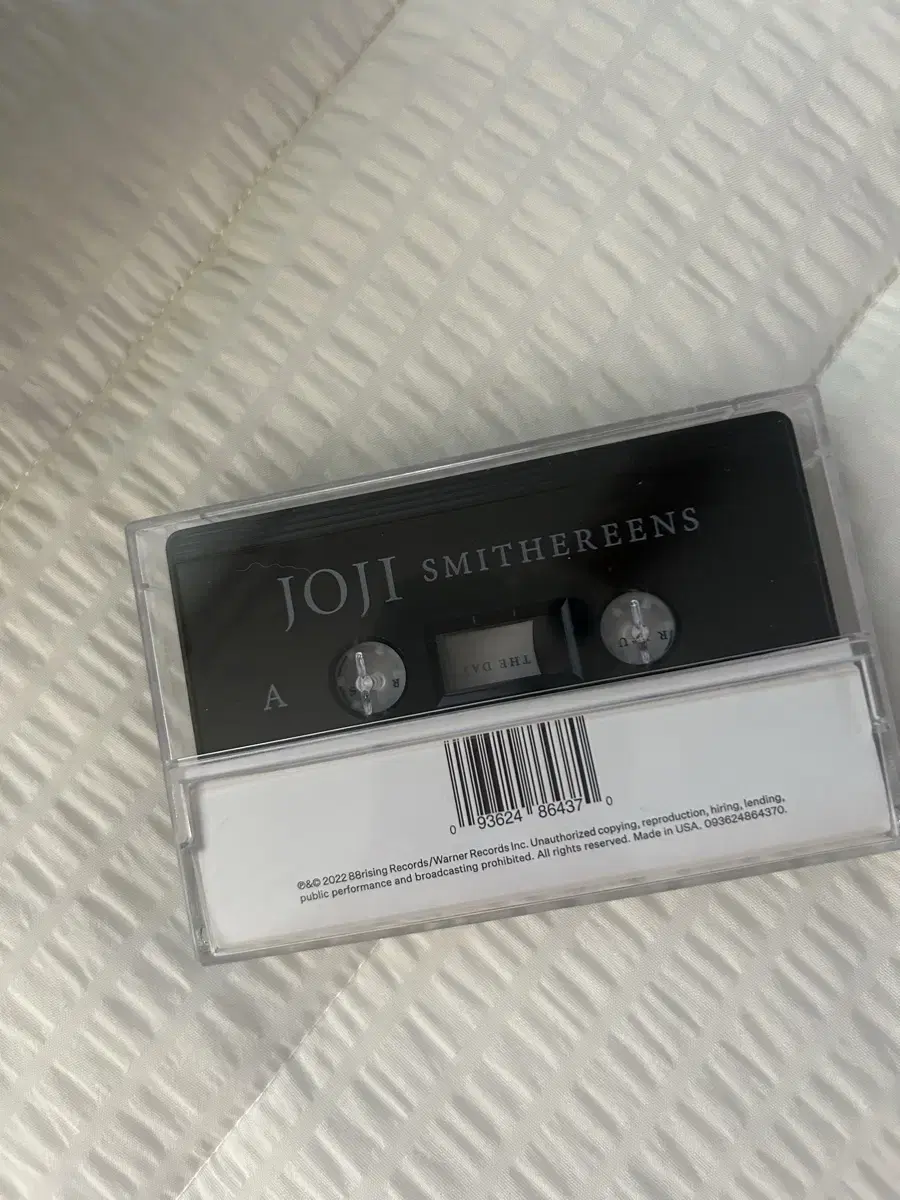 JOJI SMITHEREENS
A
THE DA
0 93624 86437 0
℗&© 2022 88rising Records/Warner Records Inc. Unauthorized copying, reproduction, hiring, lending,
public performance and broadcasting prohibited. All rights reserved. Made in USA. 093624864370.